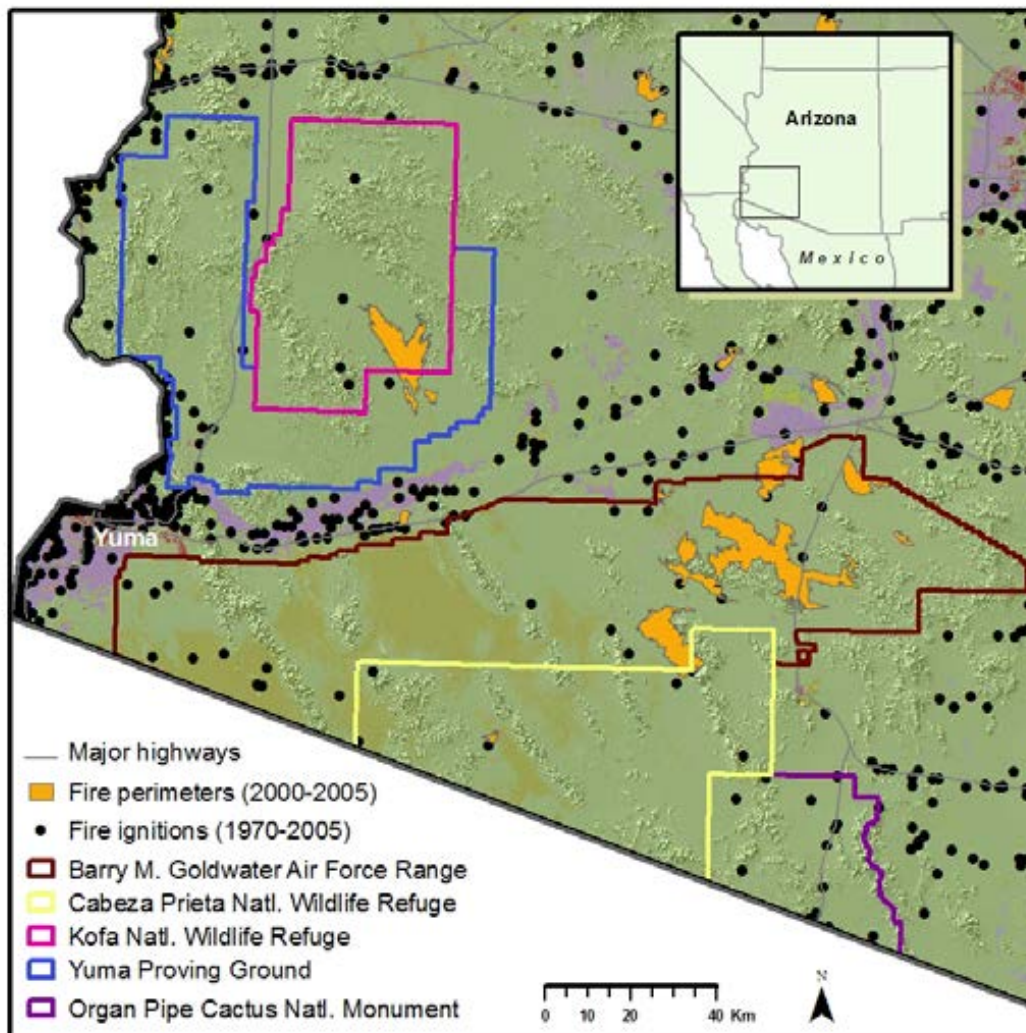 Arizona
Mexico
Yuma
Major highways
Fire perimeters (2000-2005)
Fire ignitions (1970-2005)
Barry M. Goldwater Air Force Range
Cabeza Prieta Natl. Wildlife Refuge
Kofa Natl. Wildlife Refuge
Yuma Proving Ground
Organ Pipe Cactus Natl. Monument
0 10 20 40 Km
N